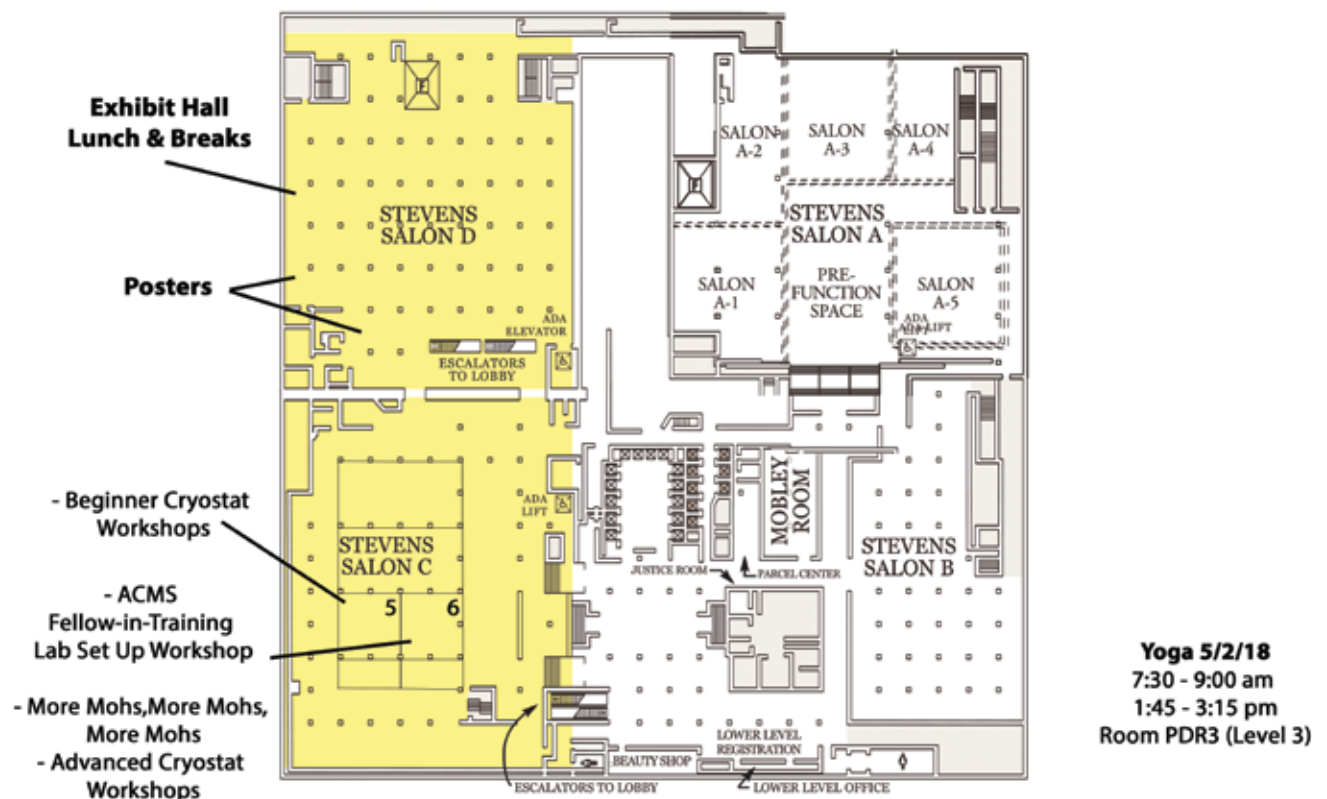 Exhibit Hall
Lunch & Breaks
Posters
- Beginner Cryostat
Workshops
- ACMS
Fellow-in-Training
Lab Set Up Workshop
- More Mohs,More Mohs,
More Mohs
- Advanced Cryostat
Workshops
F
STEVENS
SALON D
ADA
ELEVATOR
ESCALATORS
TO LOBBY
ADA
LIFT
STEVENS
SALON C
5
6
F
SALON
A-2
SALON
A-3
SALON
A-4
STEVENS
SALON A
SALON
A-1
PRE-
FUNCTION
SPACE
SALON
A-5
ADA
LIFT
ADA LIFT
MOBLEY
ROOM
STEVENS
SALON B
JUSTICE ROOM
PARCEL CENTER
LOWER LEVEL
REGISTRATION
BEAUTY SHOP
ESCALATORS TO LOBBY
LOWER LEVEL OFFICE
Yoga 5/2/18
7:30 - 9:00 am
1:45 - 3:15 pm
Room PDR3 (Level 3)